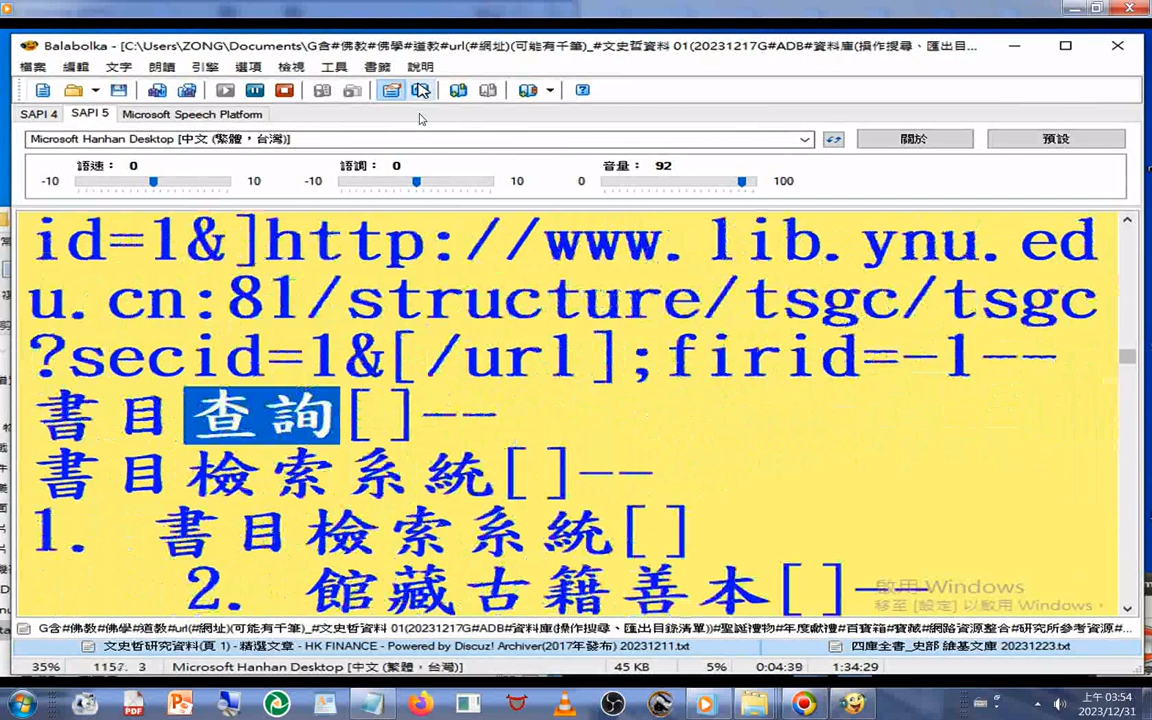 Balabolka - [C:\Users\ZONG\Documents\G含#佛教#佛學#道教#url(#網址)(可能有千筆)_#文史哲資料 01(20231217G#ADB#資料庫(操作搜尋、匯出目...
檔案 編輯 文字 朗讀 引擎 選項 檢視 工具 書籤 說明
SAPI 4 SAPI 5 Microsoft Speech Platform
Microsoft Hanhan Desktop [中文 (繁體，台灣)] 關於 預設
語速： 0 語調： 0 音量： 92
-10 10 -10 10 0 100
id=1&]http://www.lib.ynu.ed
u.cn:81/structure/tsgc/tsgc
?secid=1&[/url];firid=-1--
書目查詢[]--
書目檢索系統[]--
1. 書目檢索系統[]
2. 館藏古籍善本[]--
啟用 Windows
移至 [設定] 以啟用 Windows。
G含#佛教#佛學#道教#url(#網址)(可能有千筆)_#文史哲資料 01(20231217G#ADB#資料庫(操作搜尋、匯出目錄清單))#聖誕禮物#年度獻禮#百寶箱#寶藏#網路資源整合#研究所參考資源#...
文史哲研究資料(頁 1) - 精選文章 - HK FINANCE - Powered by Discuz! Archiver(2017年發布) 20231211.txt 四庫全書_史部 維基文庫 20231223.txt
35% 1157: 3 Microsoft Hanhan Desktop [中文 (繁體，台灣)] 45 KB 5% 0:04:39 1:34:29
上午 03:54
2023/12/31